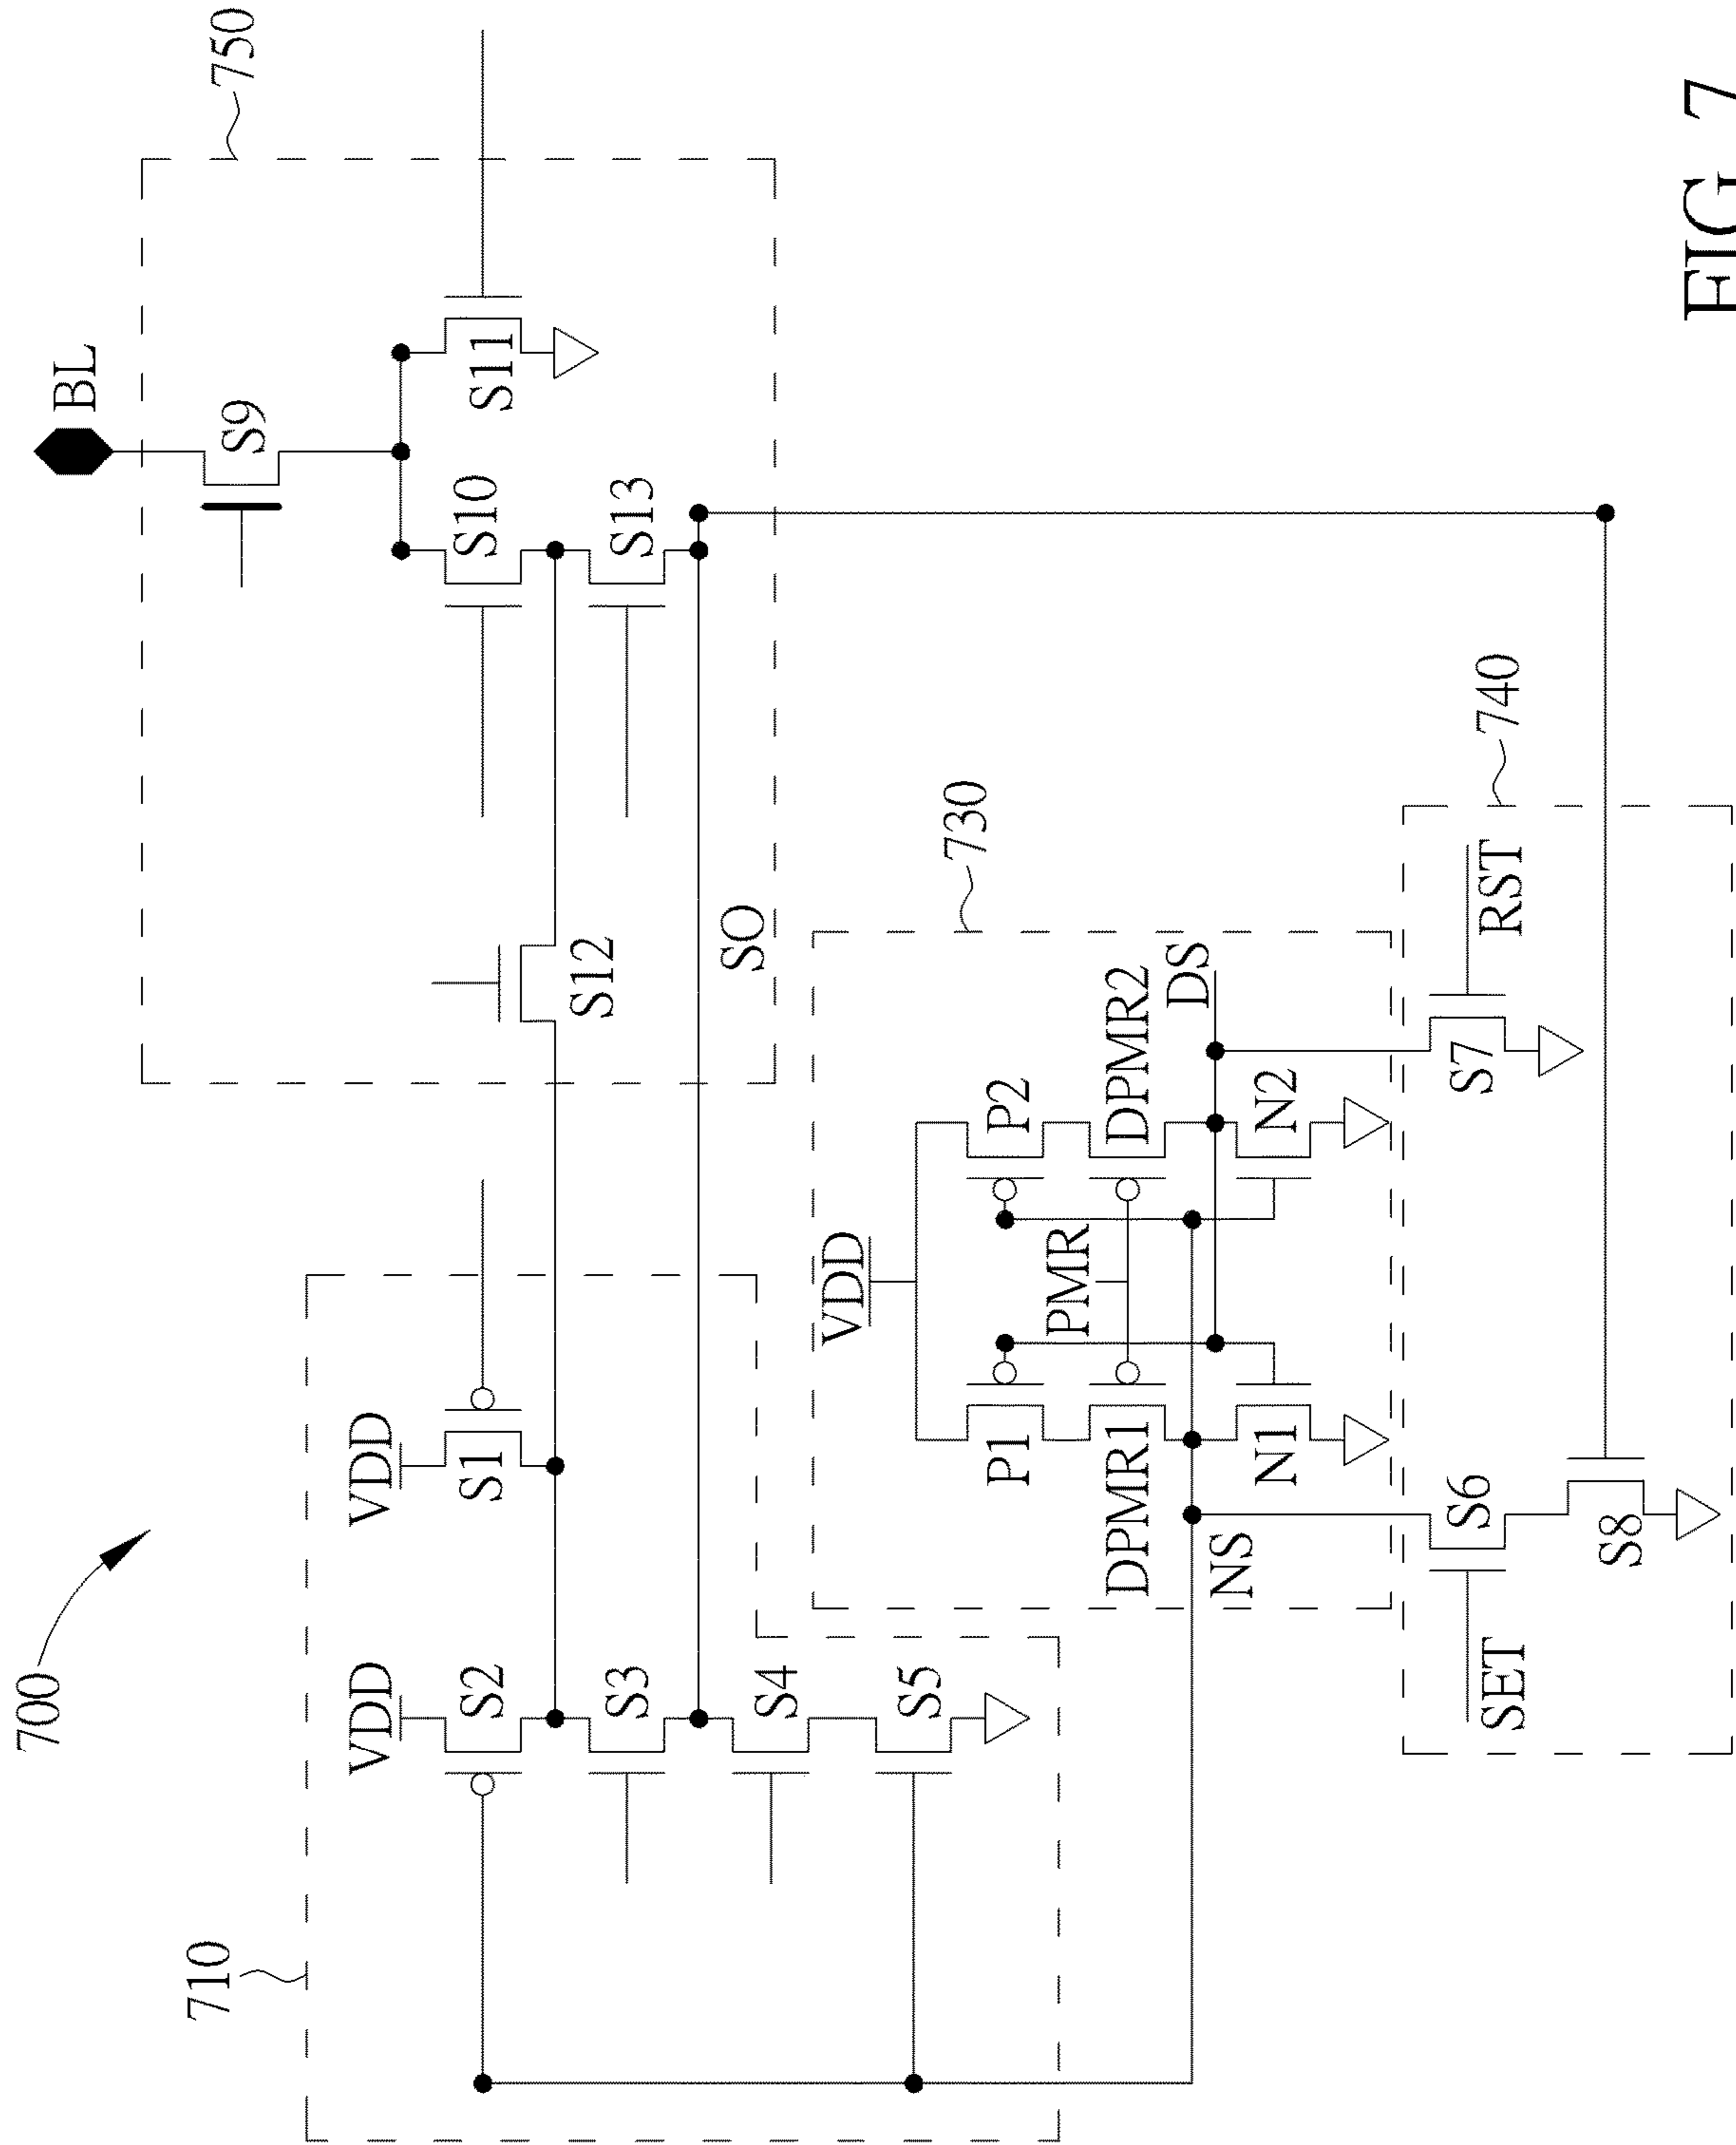 700
BL
750
S9
710
VDD
VDD
S2
S1
S10
S11
S12
S3
S13
SO
S4
S5
730
VDD
P1
P2
PMR
DPMR1
DPMR2
DS
NS
N1
N2
740
SET
S6
S7
RST
S8
FIG. 7